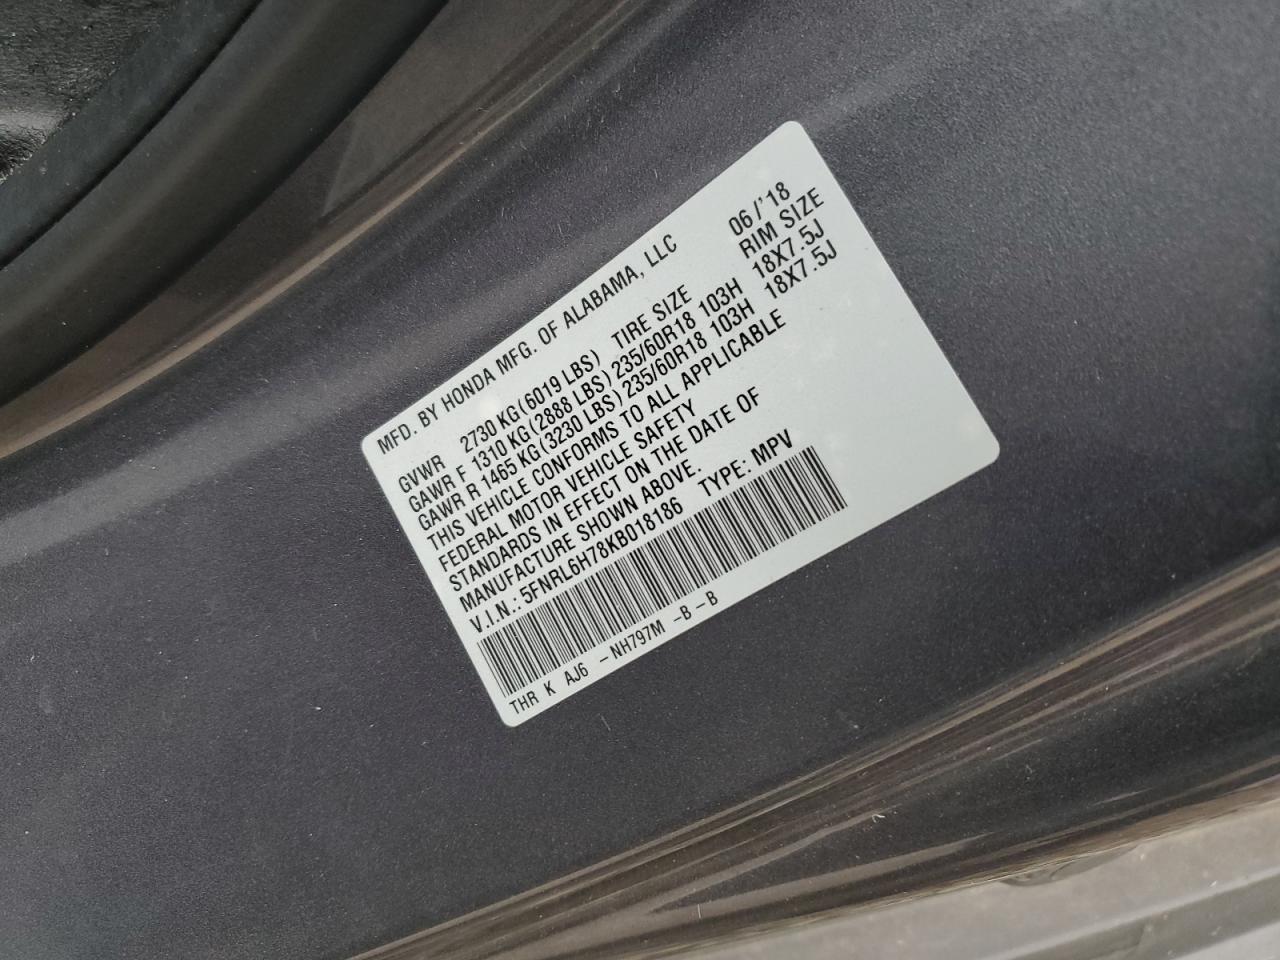 MFD. BY HONDA MFG. OF ALABAMA, LLC 06/'18
GVWR 2730 KG (6019 LBS) TIRE SIZE RIM SIZE
GAWR F 1310 KG (2888 LBS) 235/60R18 103H 18X7.5J
GAWR R 1465 KG (3230 LBS) 235/60R18 103H 18X7.5J
THIS VEHICLE CONFORMS TO ALL APPLICABLE
FEDERAL MOTOR VEHICLE SAFETY
STANDARDS IN EFFECT ON THE DATE OF
MANUFACTURE SHOWN ABOVE.
V.I.N.: 5FNRL6H78KB018186 TYPE: MPV
THR K AJ6 -NH797M -B-B